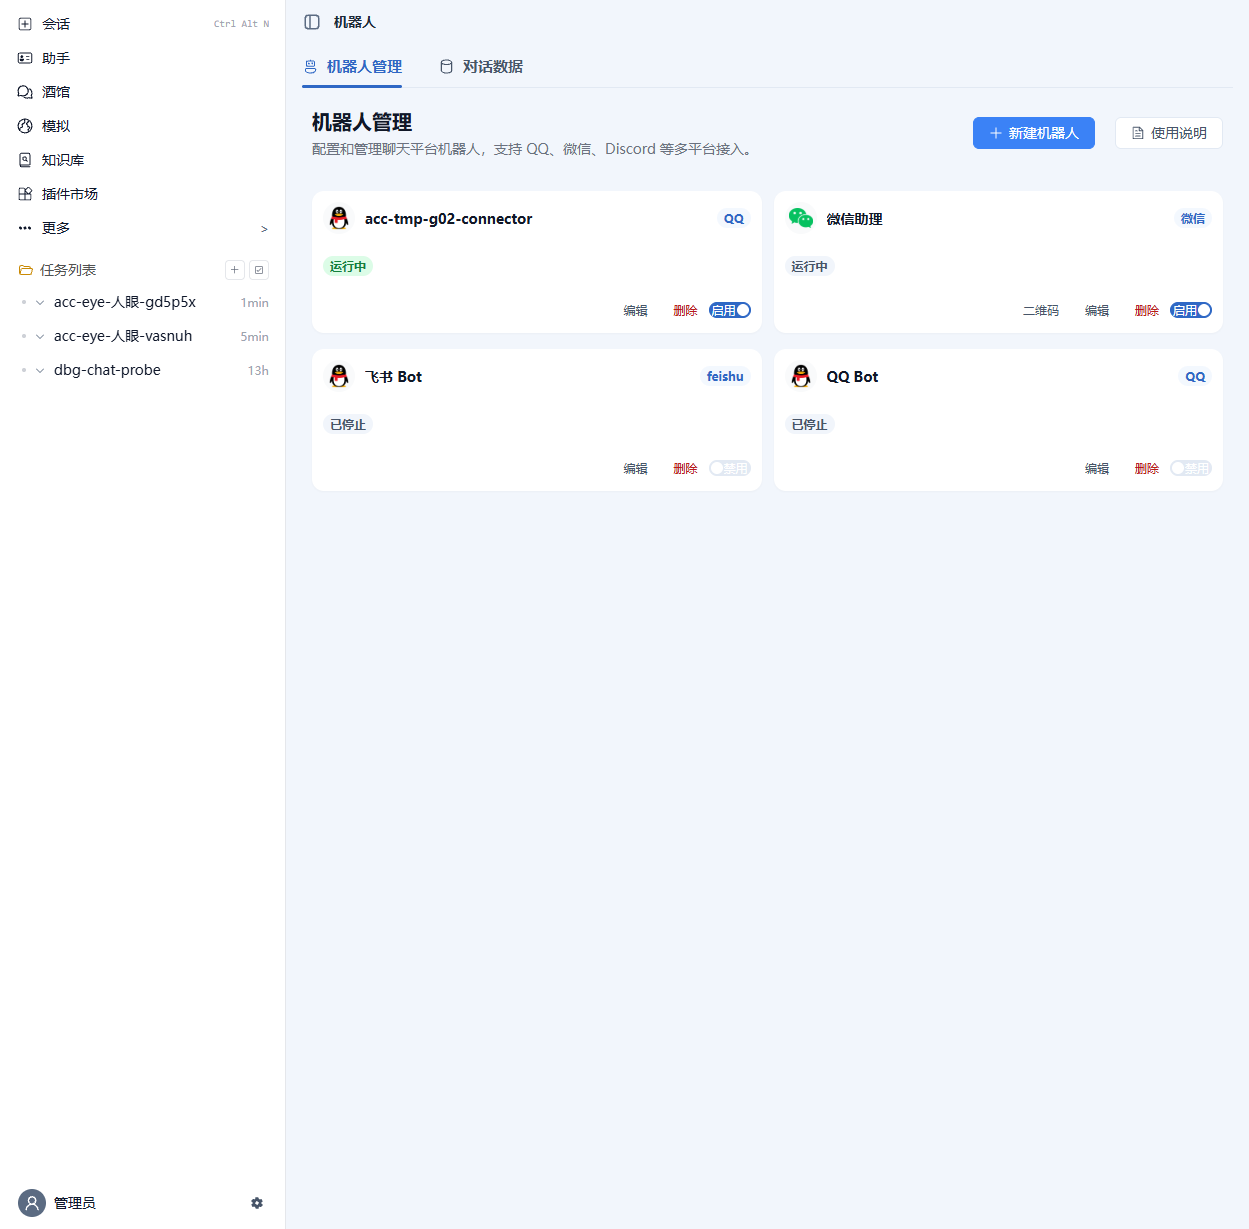 会话 Ctrl Alt N
助手
酒馆
模拟
知识库
插件市场
更多 >
任务列表
acc-eye-人眼-gd5p5x 1min
acc-eye-人眼-vasnuh 5min
dbg-chat-probe 13h
管理员
机器人
机器人管理 对话数据
机器人管理
配置和管理聊天平台机器人，支持 QQ、微信、Discord 等多平台接入。
新建机器人 使用说明
acc-tmp-g02-connector QQ
运行中
编辑 删除 启用
微信助理 微信
运行中
二维码 编辑 删除 启用
飞书 Bot feishu
已停止
编辑 删除 禁用
QQ Bot QQ
已停止
编辑 删除 禁用